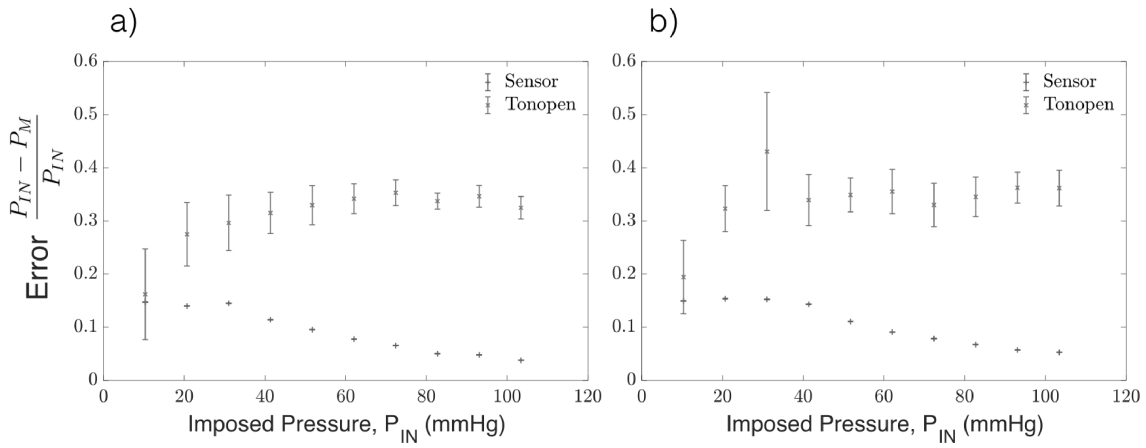 a)
0.6
0.5
0.4
0.3
0.2
0.1
0
Error (P_IN − P_M)/P_IN
Sensor
Tonopen
0 20 40 60 80 100 120
Imposed Pressure, P_IN (mmHg)
b)
0.6
0.5
0.4
0.3
0.2
0.1
0
Sensor
Tonopen
0 20 40 60 80 100 120
Imposed Pressure, P_IN (mmHg)